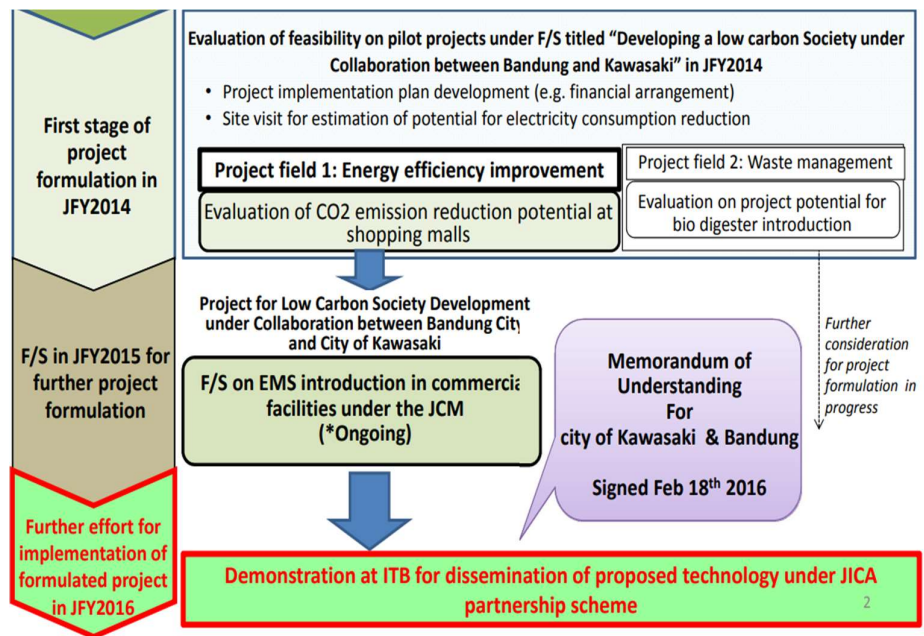 Evaluation of feasibility on pilot projects under F/S titled “Developing a low carbon Society under
Collaboration between Bandung and Kawasaki” in JFY2014
• Project implementation plan development (e.g. financial arrangement)
• Site visit for estimation of potential for electricity consumption reduction
First stage of
project
formulation in
JFY2014
Project field 1: Energy efficiency improvement
Evaluation of CO2 emission reduction potential at
shopping malls
Project field 2: Waste management
Evaluation on project potential for
bio digester introduction
Project for Low Carbon Society Development
under Collaboration between Bandung City
and City of Kawasaki
F/S in JFY2015 for
further project
formulation
F/S on EMS introduction in commercia
facilities under the JCM
(*Ongoing)
Memorandum of
Understanding
For
city of Kawasaki & Bandung
Signed Feb 18th 2016
Further
consideration
for project
formulation in
progress
Further effort for
implementation of
formulated project
in JFY2016
Demonstration at ITB for dissemination of proposed technology under JICA
partnership scheme
2